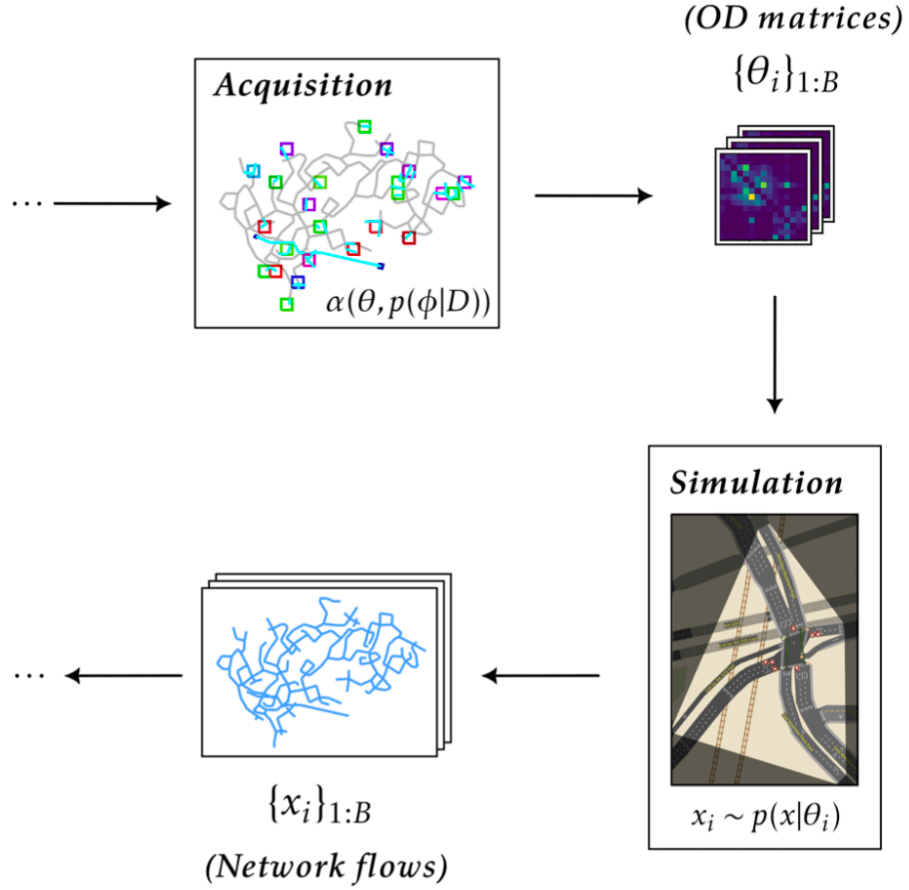 (OD matrices)
{θᵢ}₁:B
Acquisition
···
α(θ, p(ϕ|D))
Simulation
···
xᵢ ~ p(x|θᵢ)
{xᵢ}₁:B
(Network flows)